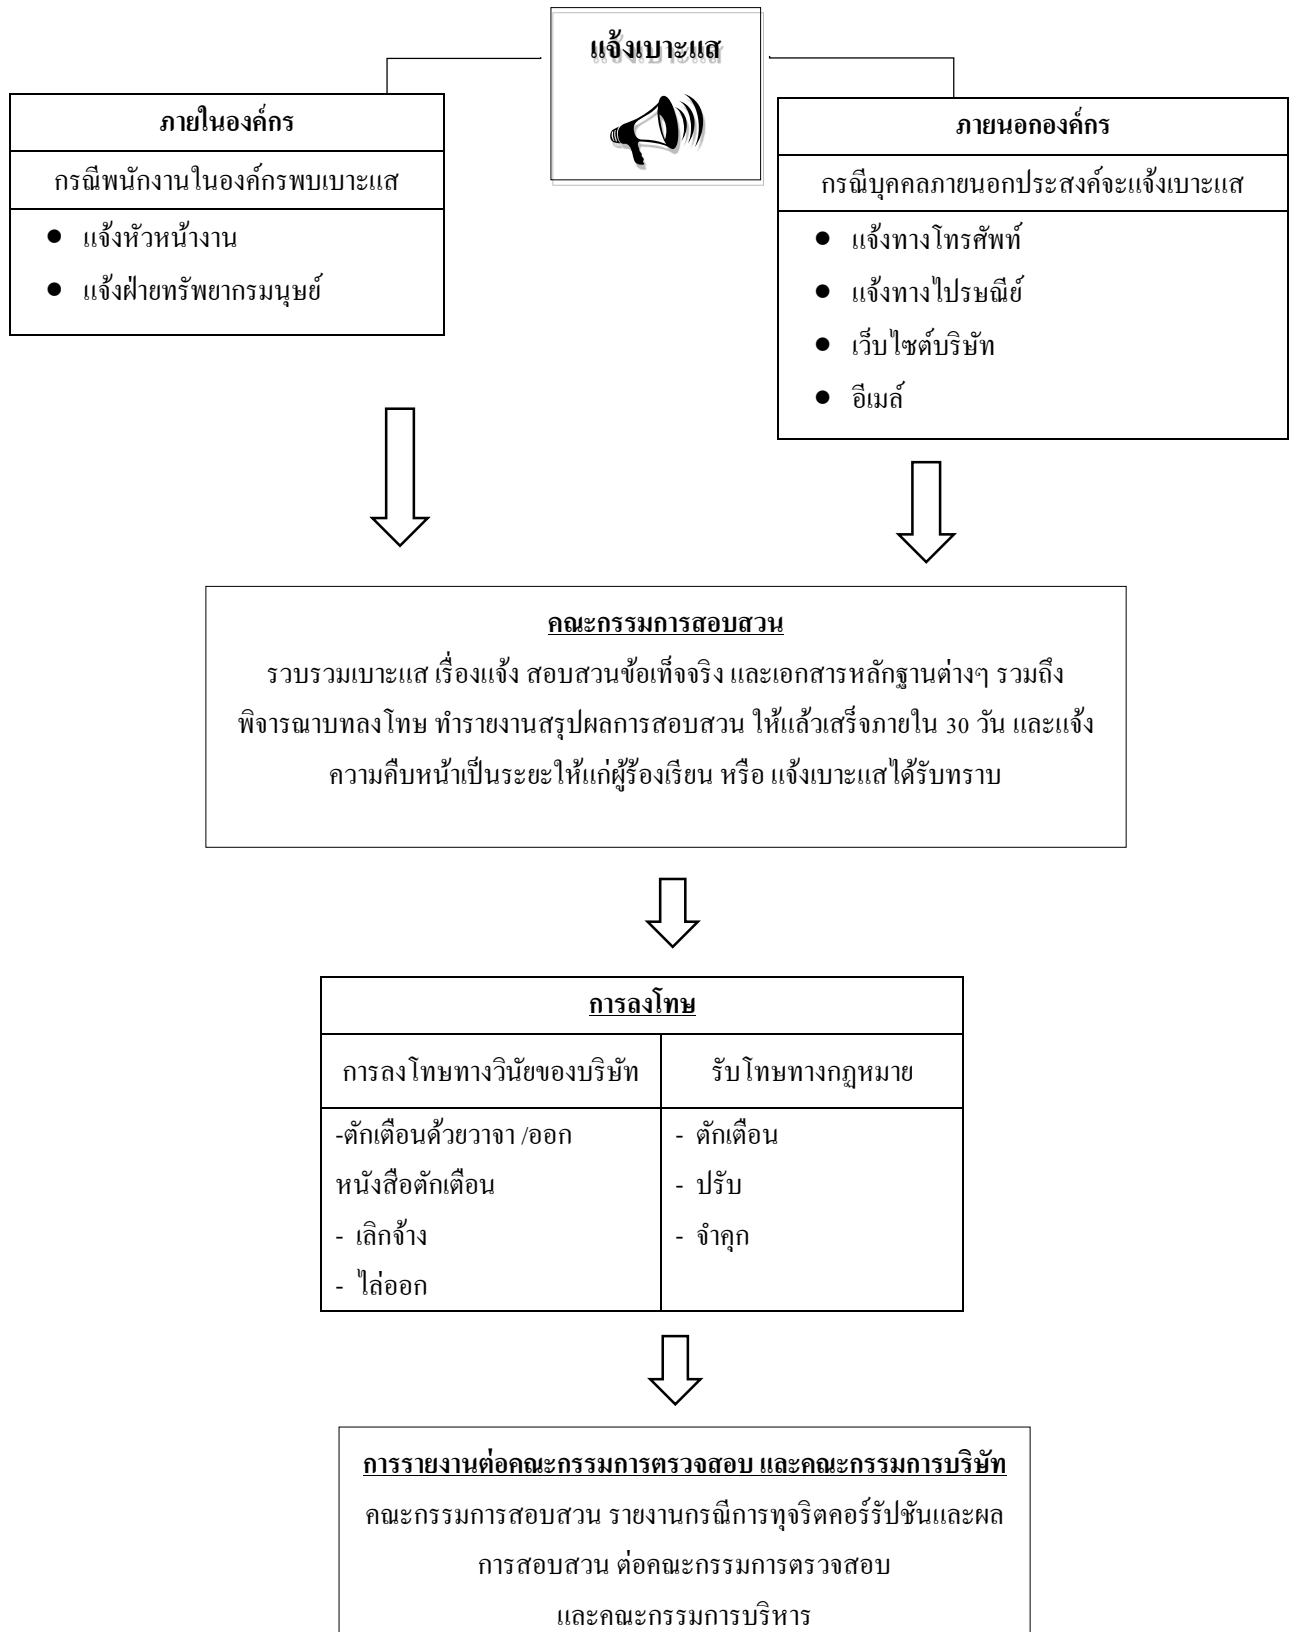 แจ้งเบาะแส
ภายในองค์กร
กรณีพนักงานในองค์กรพบเบาะแส
● แจ้งหัวหน้างาน
● แจ้งฝ่ายทรัพยากรมนุษย์
ภายนอกองค์กร
กรณีบุคคลภายนอกประสงค์จะแจ้งเบาะแส
● แจ้งทางโทรศัพท์
● แจ้งทางไปรษณีย์
● เว็บไซต์บริษัท
● อีเมล์
คณะกรรมการสอบสวน
รวบรวมเบาะแส เรื่องแจ้ง สอบสวนข้อเท็จจริง และเอกสารหลักฐานต่างๆ รวมถึง
พิจารณาบทลงโทษ ทำรายงานสรุปผลการสอบสวน ให้แล้วเสร็จภายใน 30 วัน และแจ้ง
ความคืบหน้าเป็นระยะให้แก่ผู้ร้องเรียน หรือ แจ้งเบาะแสได้รับทราบ
การลงโทษ
การลงโทษทางวินัยของบริษัท
-ตักเตือนด้วยวาจา /ออก
หนังสือตักเตือน
- เลิกจ้าง
- ไล่ออก
รับโทษทางกฎหมาย
- ตักเตือน
- ปรับ
- จำคุก
การรายงานต่อคณะกรรมการตรวจสอบ และคณะกรรมการบริษัท
คณะกรรมการสอบสวน รายงานกรณีการทุจริตคอร์รัปชันและผล
การสอบสวน ต่อคณะกรรมการตรวจสอบ
และคณะกรรมการบริหาร